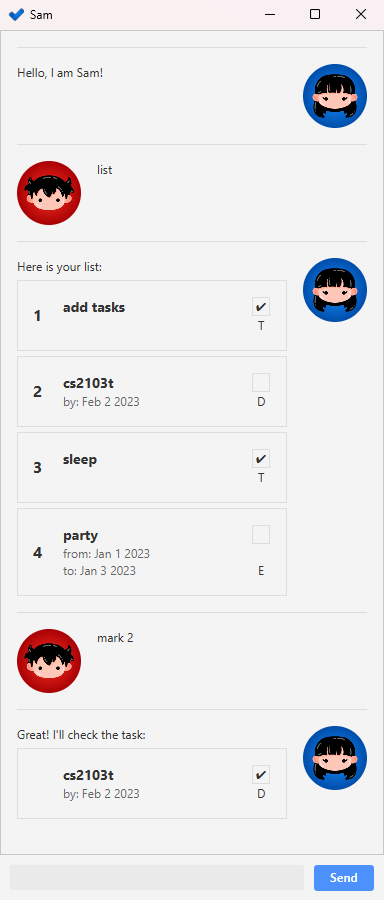 Sam
Hello, I am Sam!
list
Here is your list:
1 add tasks ✔
T
2 cs2103t
by: Feb 2 2023 D
3 sleep ✔
T
4 party
from: Jan 1 2023
to: Jan 3 2023 E
mark 2
Great! I'll check the task:
cs2103t ✔
by: Feb 2 2023 D
Send